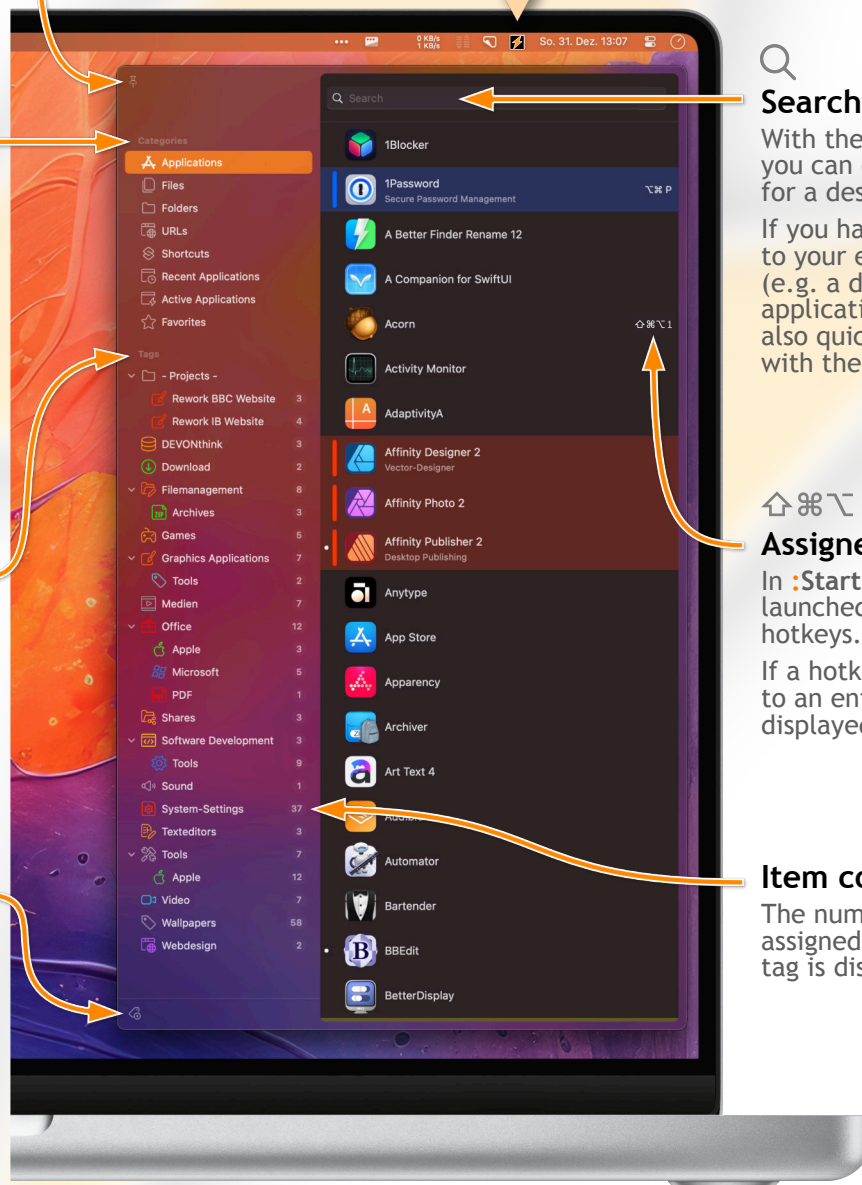 0 KB/s
1 KB/s
So. 31. Dez. 13:07
Search
Categories
Applications
Files
Folders
URLs
Shortcuts
Recent Applications
Active Applications
Favorites
Tags
- Projects -
Rework BBC Website 3
Rework IB Website 4
DEVONthink 3
Download 2
Filemanagement 8
ZIP Archives 3
Games 5
Graphics Applications 7
Tools 2
Medien 7
Office 12
Apple 3
Microsoft 5
PDF 1
Shares 3
Software Development 3
Tools 9
Sound 1
System-Settings 37
Texteditors 3
Tools 7
Apple 12
Video 7
Wallpapers 58
Webdesign 2
1Blocker
1Password ⌥⌘ P
Secure Password Management
A Better Finder Rename 12
A Companion for SwiftUI
Acorn ⇧⌘⌥1
Activity Monitor
A AdaptivityA
Affinity Designer 2
Vector-Designer
Affinity Photo 2
Affinity Publisher 2
Desktop Publishing
Anytype
App Store
Apparency
Archiver
a Art Text 4
Automator
Bartender
B BBEdit
BetterDisplay
Search
With the
you can
for a des
If you ha
to your e
(e.g. a d
applicati
also quic
with the
⇧⌘⌥
Assigne
In :Start
launched
hotkeys.
If a hotk
to an en
displayed
Item co
The num
assigned
tag is dis